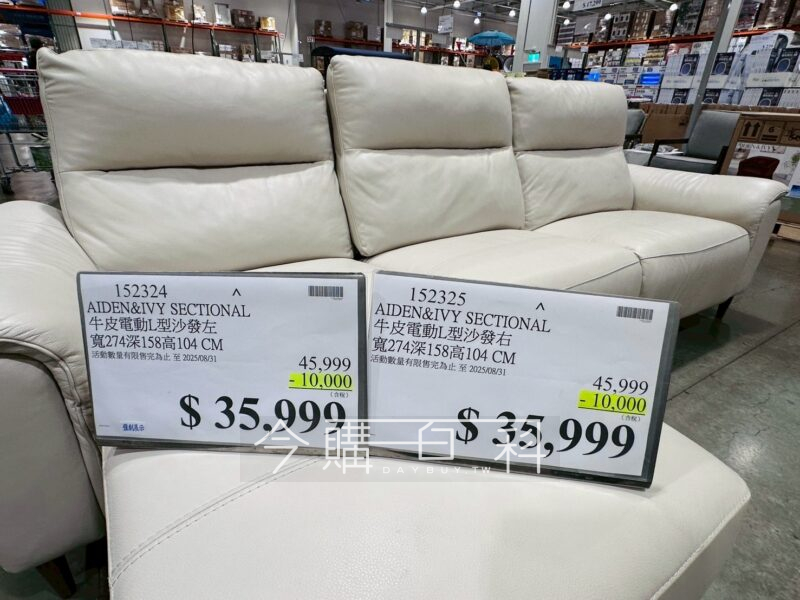 152324 ^
AIDEN&IVY SECTIONAL
牛皮電動L型沙發左
寬274深158高104 CM
活動數量有限售完為止 至 2025/08/31
45,999
- 10,000
(含稅)
$ 35,999
152325 ^
AIDEN&IVY SECTIONAL
牛皮電動L型沙發右
寬274深158高104 CM
活動數量有限售完為止 至 2025/08/31
45,999
- 10,000
(含稅)
$ 35,999
今購百科
DAYBUY.TW